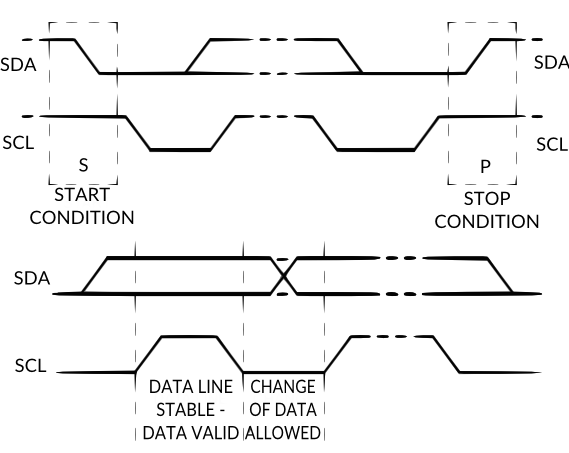 SDA
SDA
SCL
SCL
S
P
START
CONDITION
STOP
CONDITION
SDA
SCL
DATA LINE
STABLE -
DATA VALID
CHANGE
OF DATA
ALLOWED